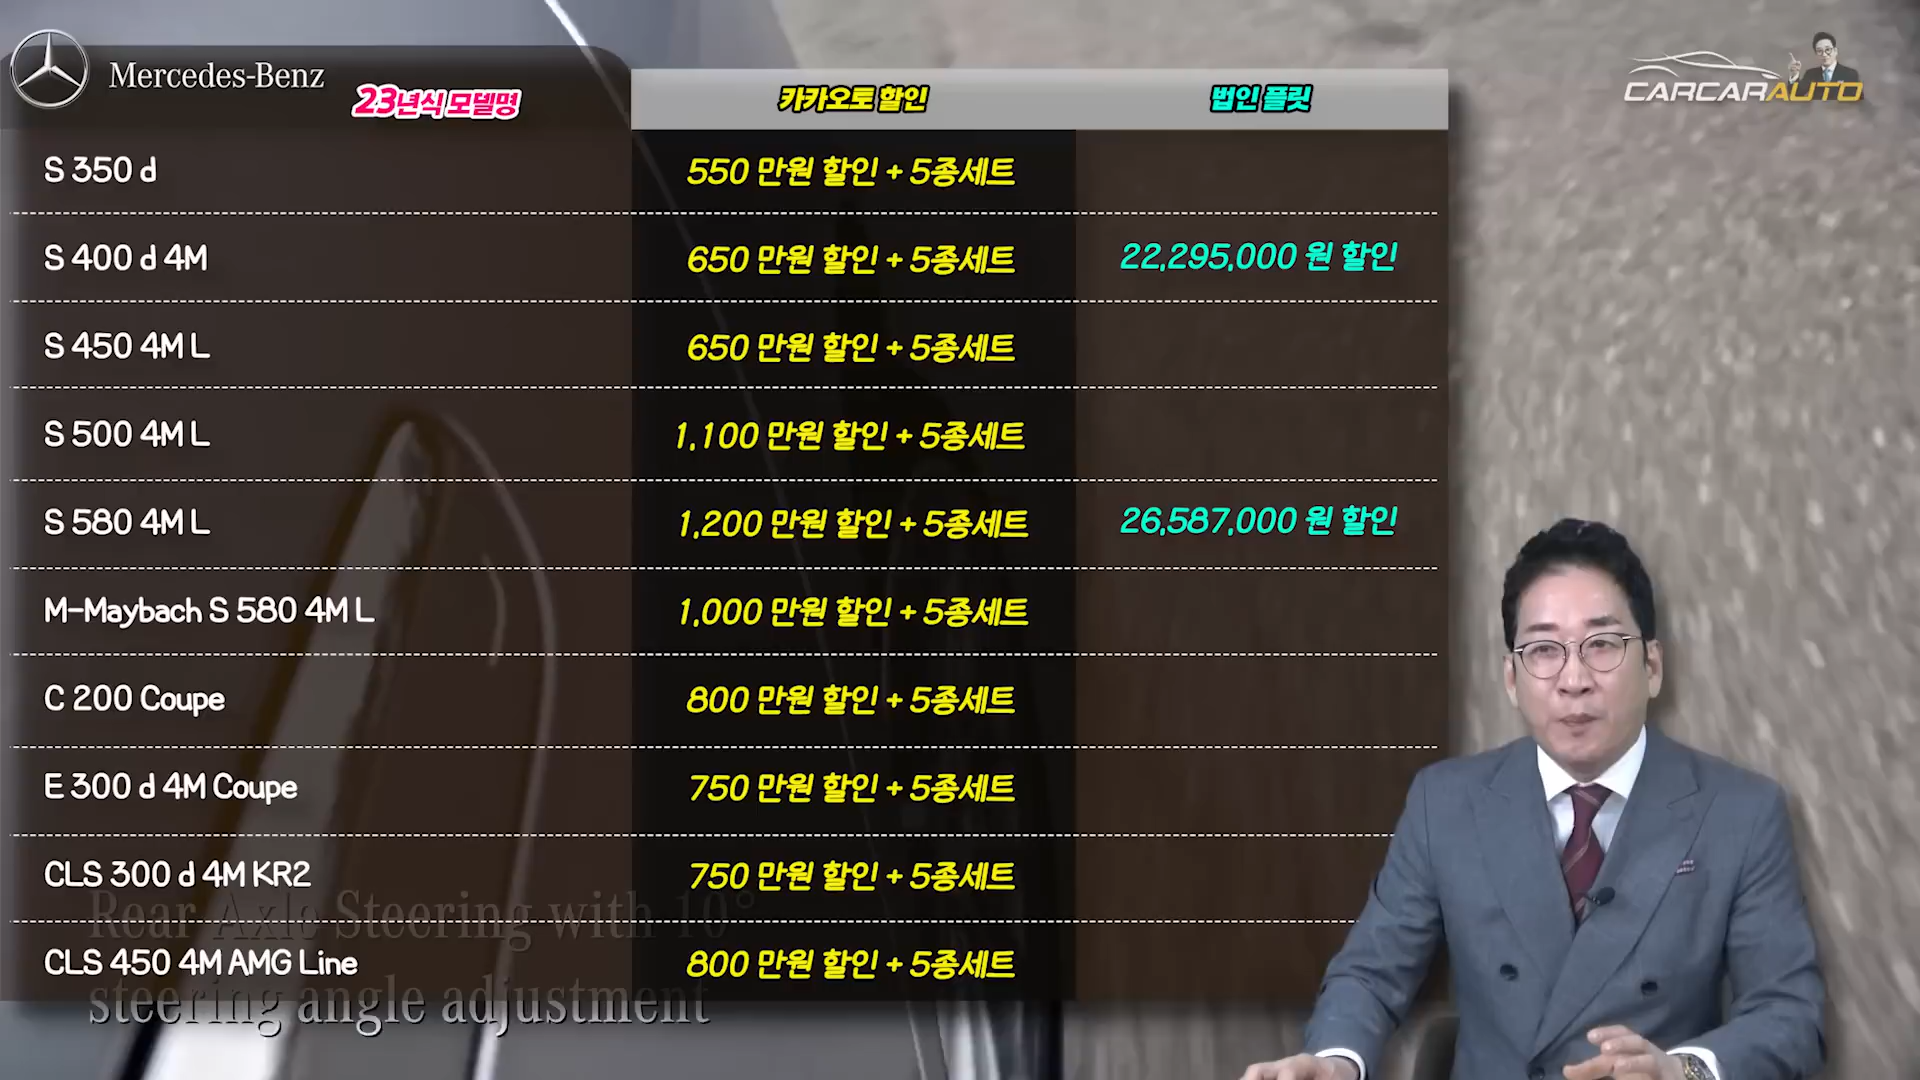 Mercedes-Benz
CARCARAUTO
23년식 모델명 카카오토 할인 법인 플릿
S 350 d 550 만원 할인 + 5종세트
S 400 d 4M 650 만원 할인 + 5종세트 22,295,000 원 할인
S 450 4M L 650 만원 할인 + 5종세트
S 500 4M L 1,100 만원 할인 + 5종세트
S 580 4M L 1,200 만원 할인 + 5종세트 26,587,000 원 할인
M-Maybach S 580 4M L 1,000 만원 할인 + 5종세트
C 200 Coupe 800 만원 할인 + 5종세트
E 300 d 4M Coupe 750 만원 할인 + 5종세트
CLS 300 d 4M KR2 750 만원 할인 + 5종세트
Rear Axle Steering with 10°
CLS 450 4M AMG Line 800 만원 할인 + 5종세트
steering angle adjustment